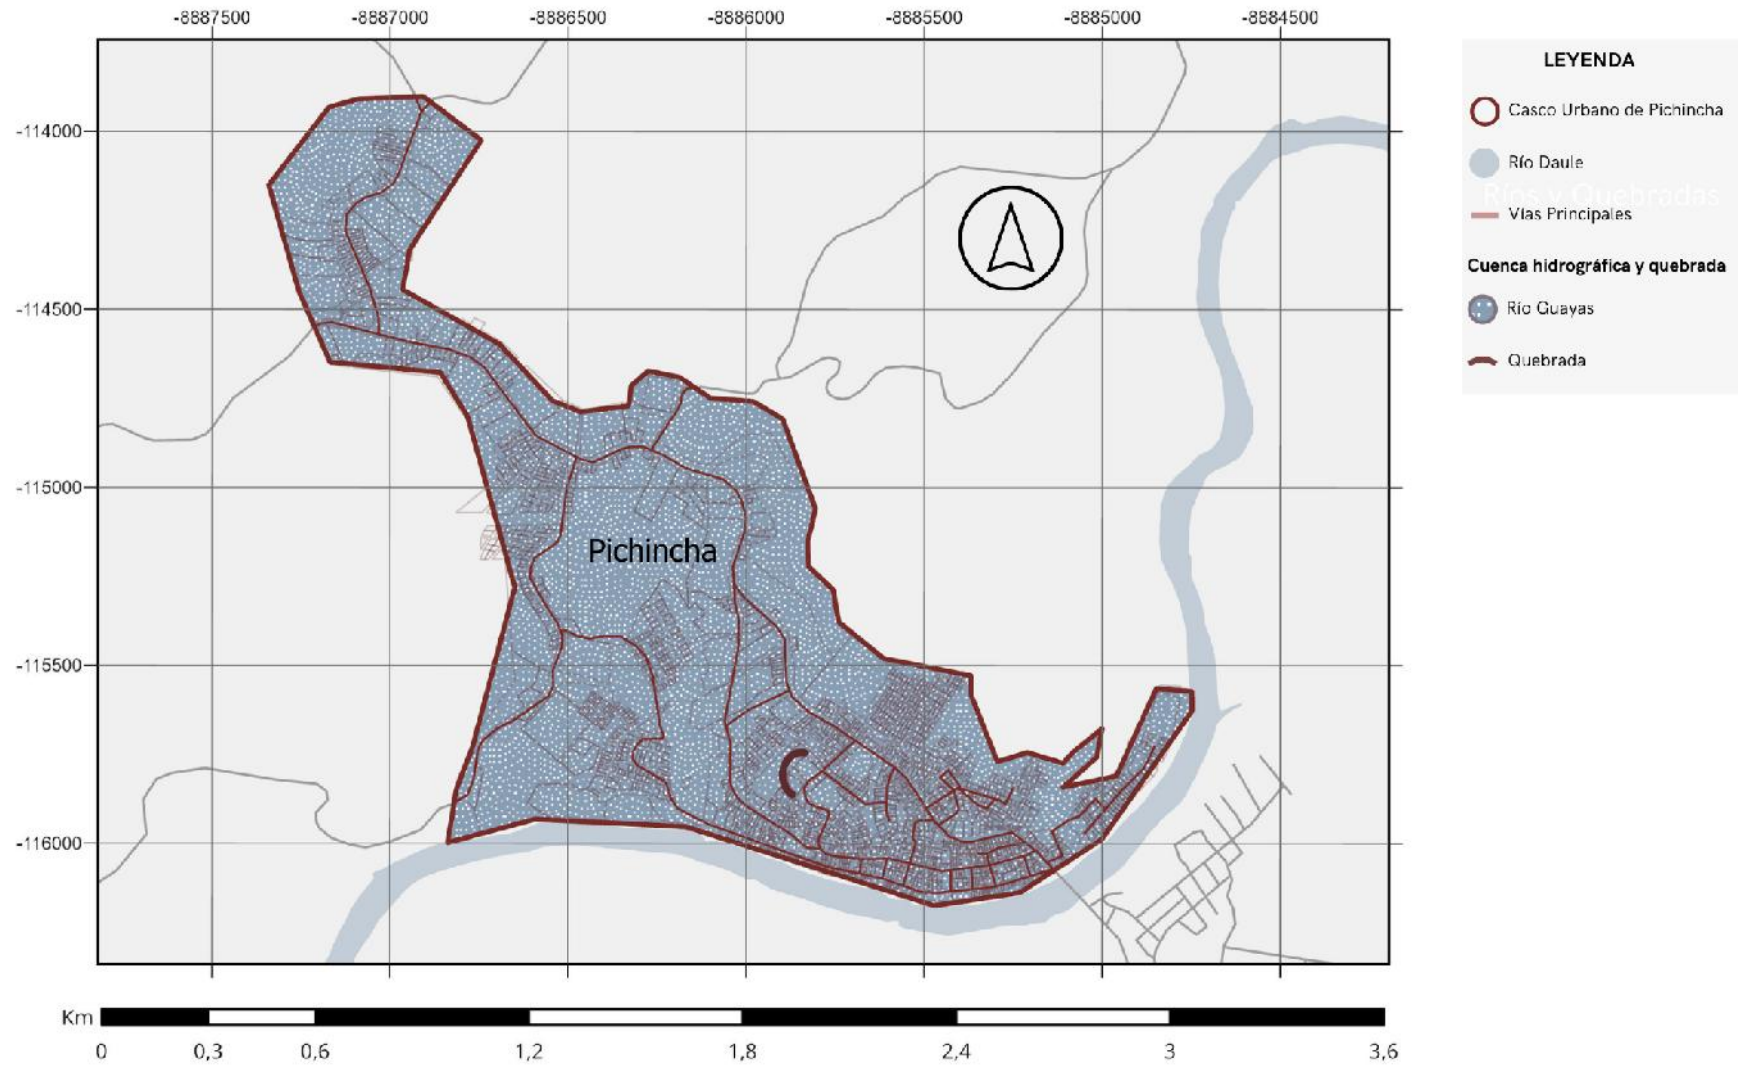 -8887500 -8887000 -8886500 -8886000 -8885500 -8885000 -8884500
-114000
-114500
-115000
-115500
-116000
Pichincha
LEYENDA
Casco Urbano de Pichincha
Río Daule
Ríos y Quebradas
Vías Principales
Cuenca hidrográfica y quebrada
Río Guayas
Quebrada
Km
0 0,3 0,6 1,2 1,8 2,4 3 3,6